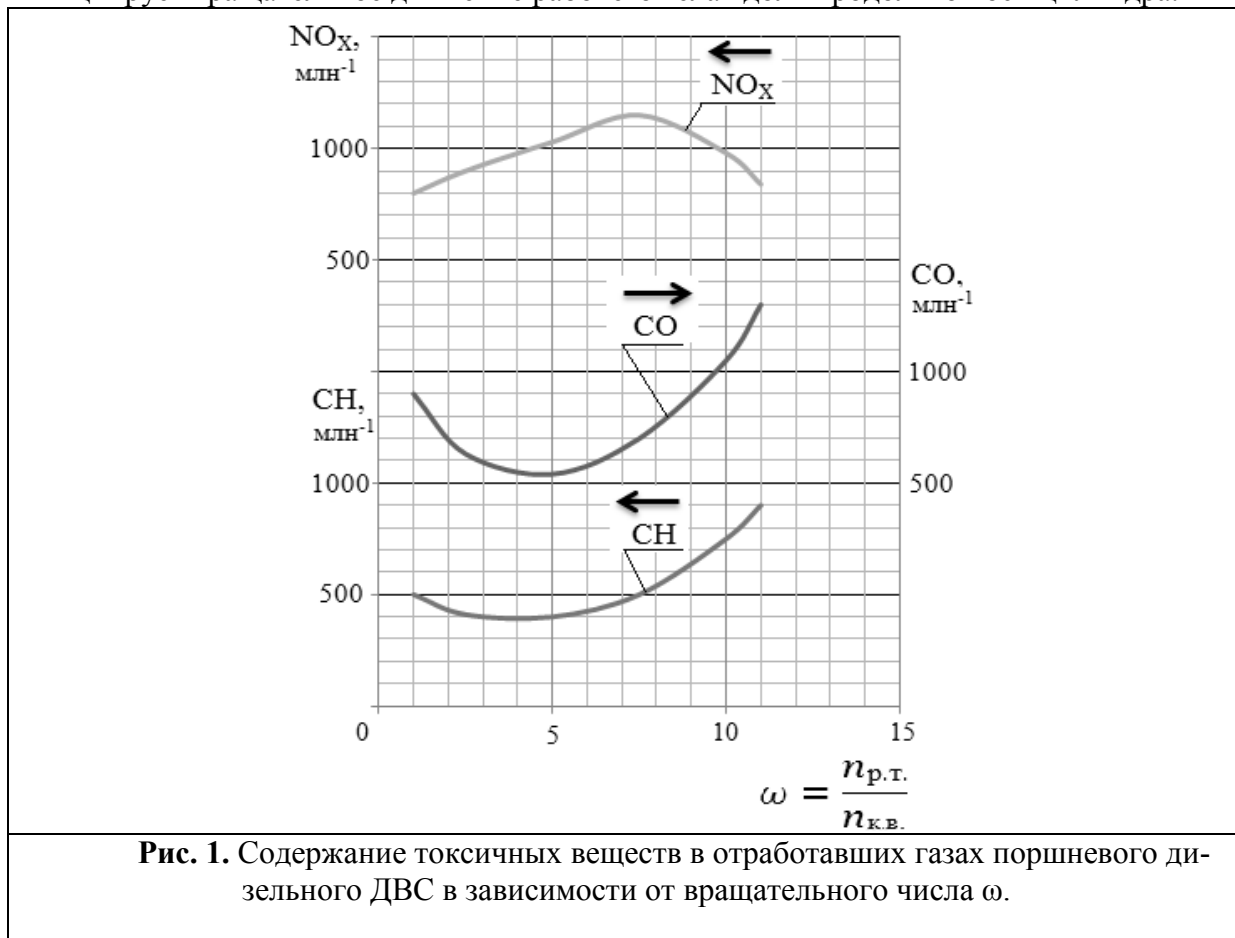 NOX,
млн-1
NOX
1000
500
CO,
млн-1
CO
1000
CH,
млн-1
1000
500
CH
500
0
5
10
15
ω = nр.т.
nк.в.
Рис. 1. Содержание токсичных веществ в отработавших газах поршневого ди-
зельного ДВС в зависимости от вращательного числа ω.